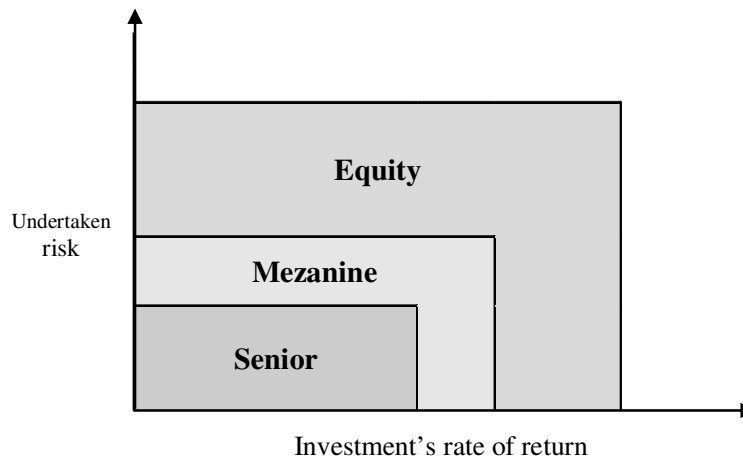 Equity
Undertaken
risk
Mezanine
Senior
Investment's rate of return